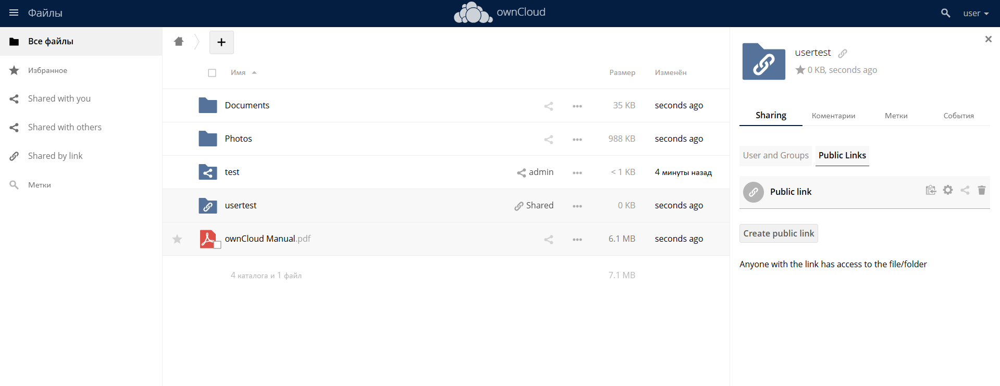 Файлы
ownCloud
user
Все файлы
Избранное
Shared with you
Shared with others
Shared by link
Метки
+
Имя Размер Изменён
Documents 35 KB seconds ago
Photos 988 KB seconds ago
test admin < 1 KB 4 минуты назад
usertest Shared 0 KB seconds ago
ownCloud Manual.pdf 6.1 MB seconds ago
4 каталога и 1 файл 7.1 MB
usertest
0 KB, seconds ago
Sharing Коментарии Метки События
User and Groups Public Links
Public link
Create public link
Anyone with the link has access to the file/folder